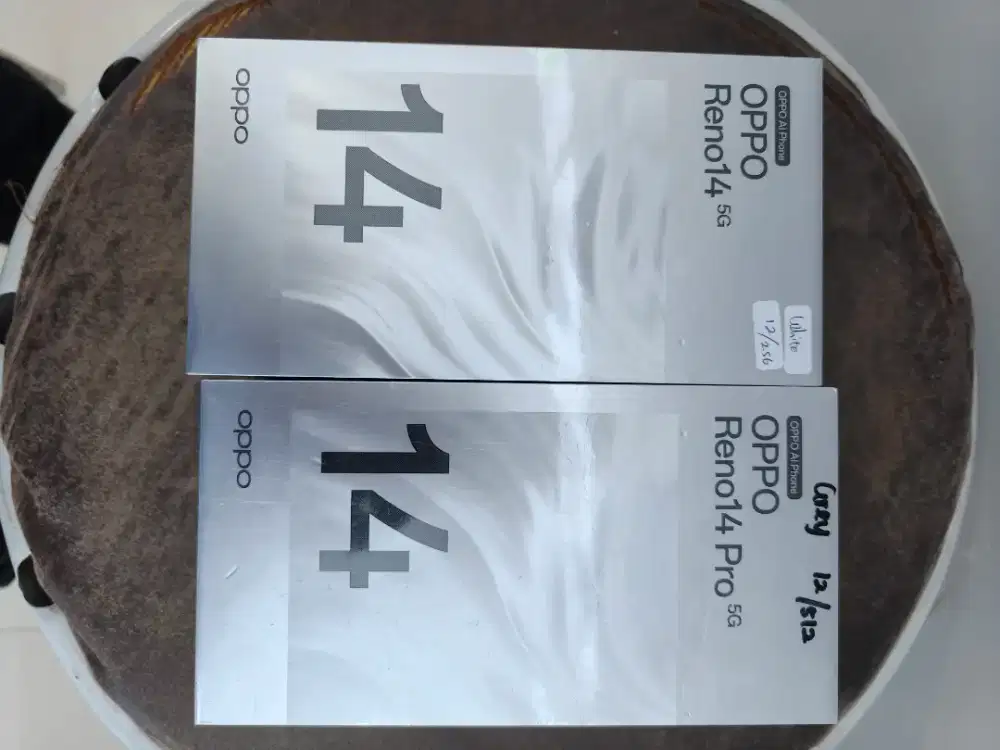 OPPO AI Phone
OPPO
Reno14 5G
14
oppo
White
12/256
Grey 12/512
OPPO AI Phone
OPPO
Reno14 Pro 5G
14
oppo